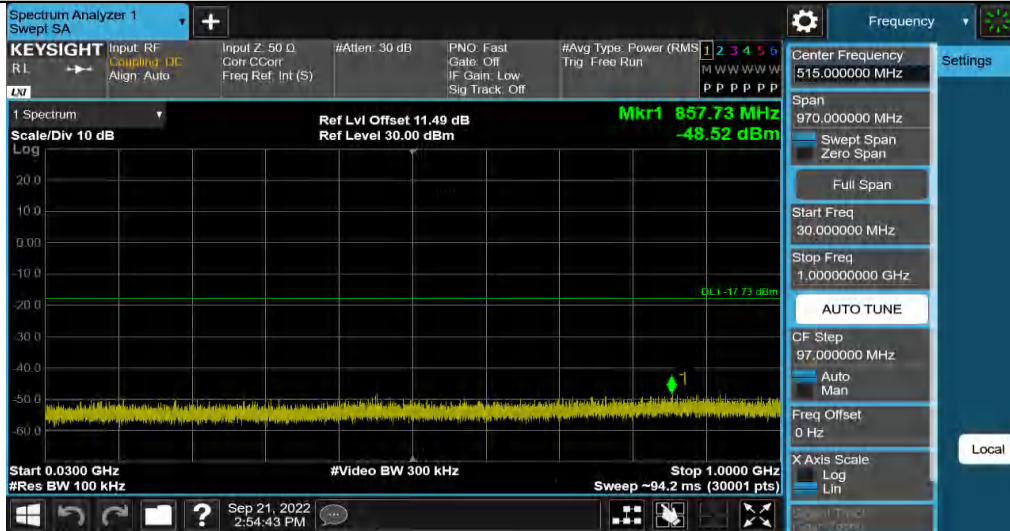 Spectrum Analyzer 1
Swept SA
+
Frequency
KEYSIGHT
RL
LXI
Input: RF
Coupling: DC
Align: Auto
Input Z: 50 Ω
Corr CCorr
Freq Ref: Int (S)
#Atten: 30 dB
PNO: Fast
Gate: Off
IF Gain: Low
Sig Track: Off
#Avg Type: Power (RMS
Trig: Free Run
1 2 3 4 5 6
M W W W W W
P P P P P P
1 Spectrum
Scale/Div 10 dB
Log
Ref Lvl Offset 11.49 dB
Ref Level 30.00 dBm
Mkr1 857.73 MHz
-48.52 dBm
20.0
10.0
0.00
-10.0
-20.0
-30.0
-40.0
-50.0
-60.0
DL1 -17.73 dBm
1
Start 0.0300 GHz
#Res BW 100 kHz
#Video BW 300 kHz
Stop 1.0000 GHz
Sweep ~94.2 ms (30001 pts)
Center Frequency
515.000000 MHz
Settings
Span
970.000000 MHz
Swept Span
Zero Span
Full Span
Start Freq
30.000000 MHz
Stop Freq
1.000000000 GHz
AUTO TUNE
CF Step
97.000000 MHz
Auto
Man
Freq Offset
0 Hz
X Axis Scale
Log
Lin
Local
?
Sep 21, 2022
2:54:43 PM